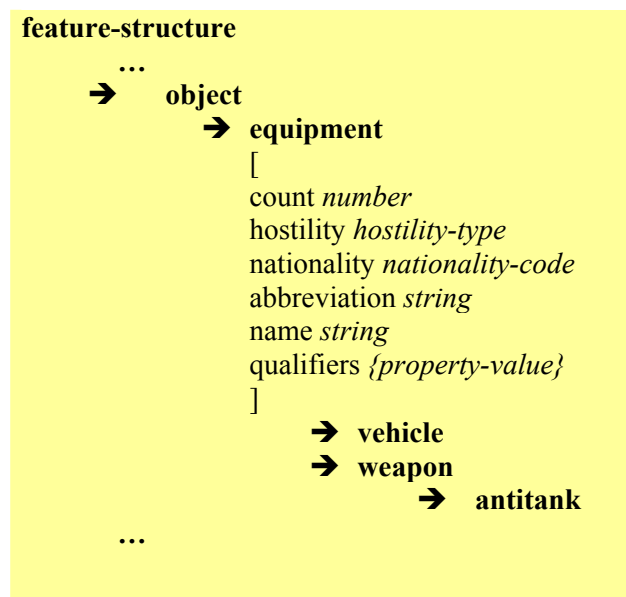 feature-structure
…
➔ object
➔ equipment
[
count number
hostility hostility-type
nationality nationality-code
abbreviation string
name string
qualifiers {property-value}
]
➔ vehicle
➔ weapon
➔ antitank
…